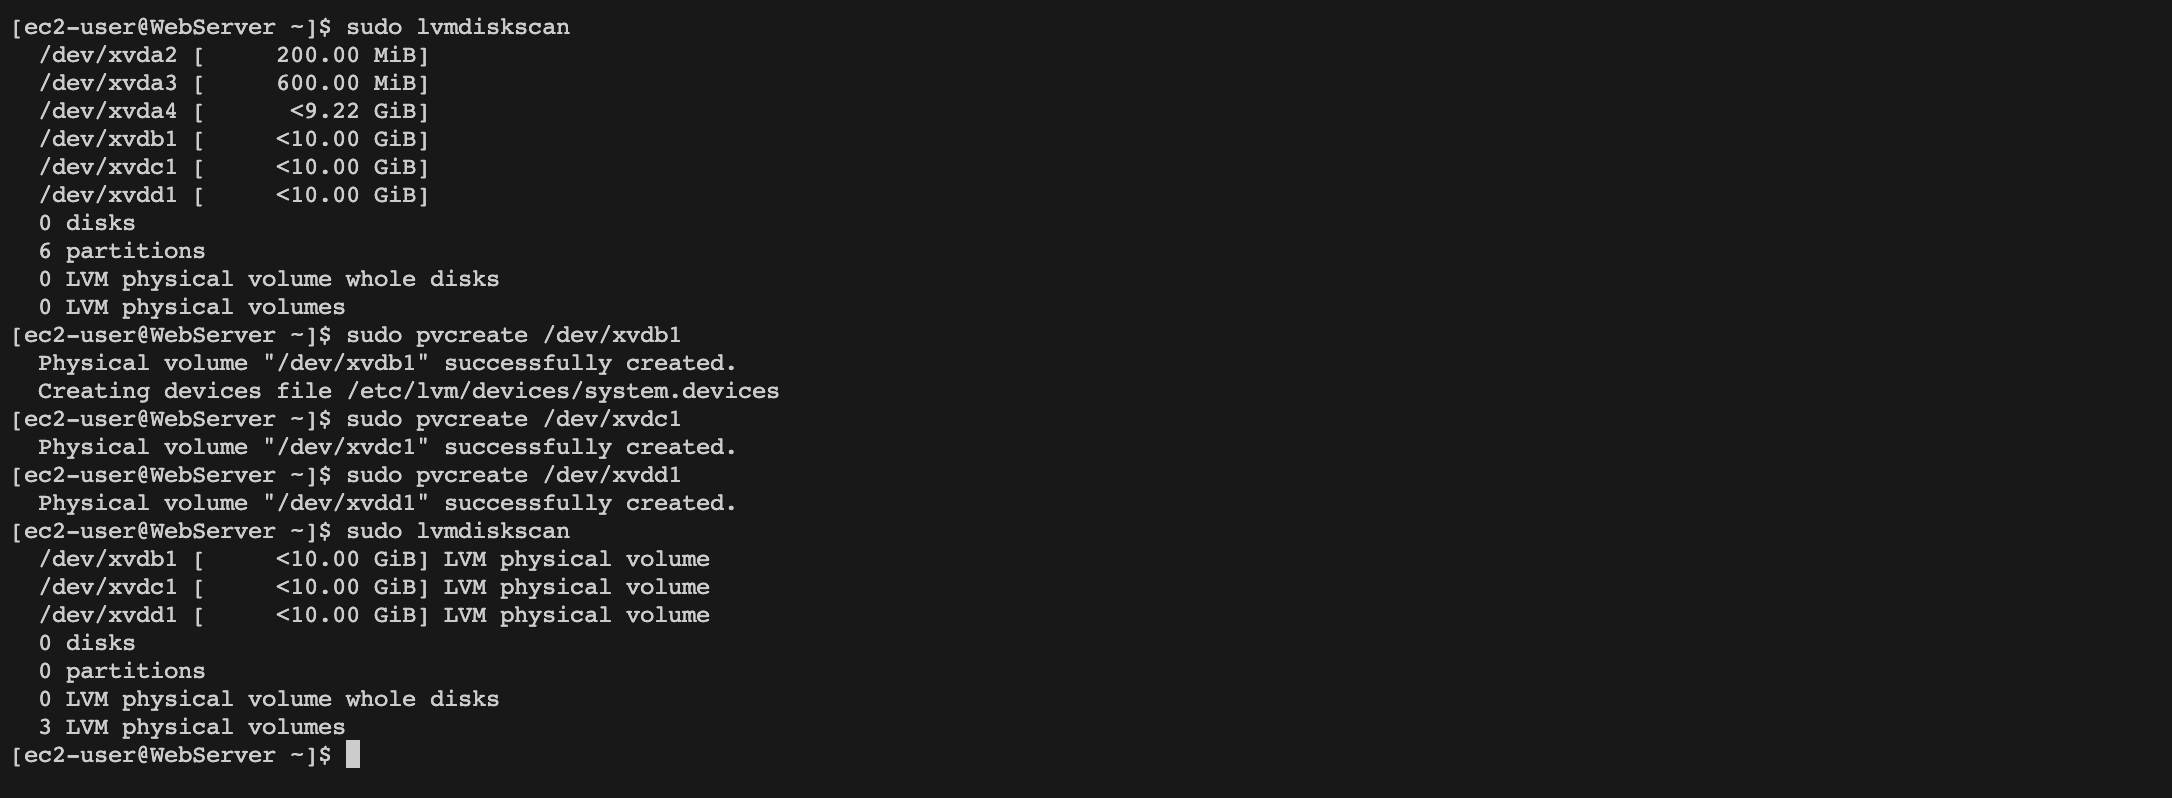 [ec2-user@WebServer ~]$ sudo lvmdiskscan
  /dev/xvda2 [     200.00 MiB]
  /dev/xvda3 [     600.00 MiB]
  /dev/xvda4 [      <9.22 GiB]
  /dev/xvdb1 [     <10.00 GiB]
  /dev/xvdc1 [     <10.00 GiB]
  /dev/xvdd1 [     <10.00 GiB]
  0 disks
  6 partitions
  0 LVM physical volume whole disks
  0 LVM physical volumes
[ec2-user@WebServer ~]$ sudo pvcreate /dev/xvdb1
  Physical volume "/dev/xvdb1" successfully created.
  Creating devices file /etc/lvm/devices/system.devices
[ec2-user@WebServer ~]$ sudo pvcreate /dev/xvdc1
  Physical volume "/dev/xvdc1" successfully created.
[ec2-user@WebServer ~]$ sudo pvcreate /dev/xvdd1
  Physical volume "/dev/xvdd1" successfully created.
[ec2-user@WebServer ~]$ sudo lvmdiskscan
  /dev/xvdb1 [     <10.00 GiB] LVM physical volume
  /dev/xvdc1 [     <10.00 GiB] LVM physical volume
  /dev/xvdd1 [     <10.00 GiB] LVM physical volume
  0 disks
  0 partitions
  0 LVM physical volume whole disks
  3 LVM physical volumes
[ec2-user@WebServer ~]$